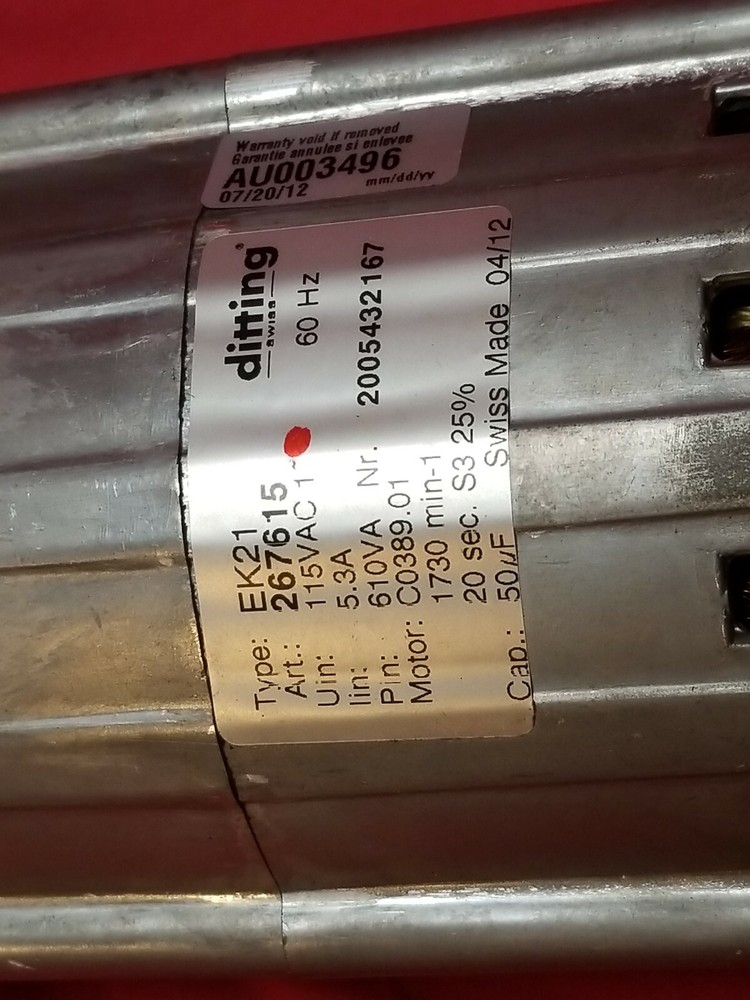 Warranty void if removed
Garantie annulee si enlevee
AU003496
07/20/12 mm/dd/yy
ditting®
swiss
Type: EK21
Art.: 267615
Uin: 115VAC 1~ 60 Hz
Iin: 5.3A
Pin: 610VA Nr. 2005432167
Motor: C0389.01
1730 min-1
20 sec. S3 25%
Cap.: 50µF Swiss Made 04/12